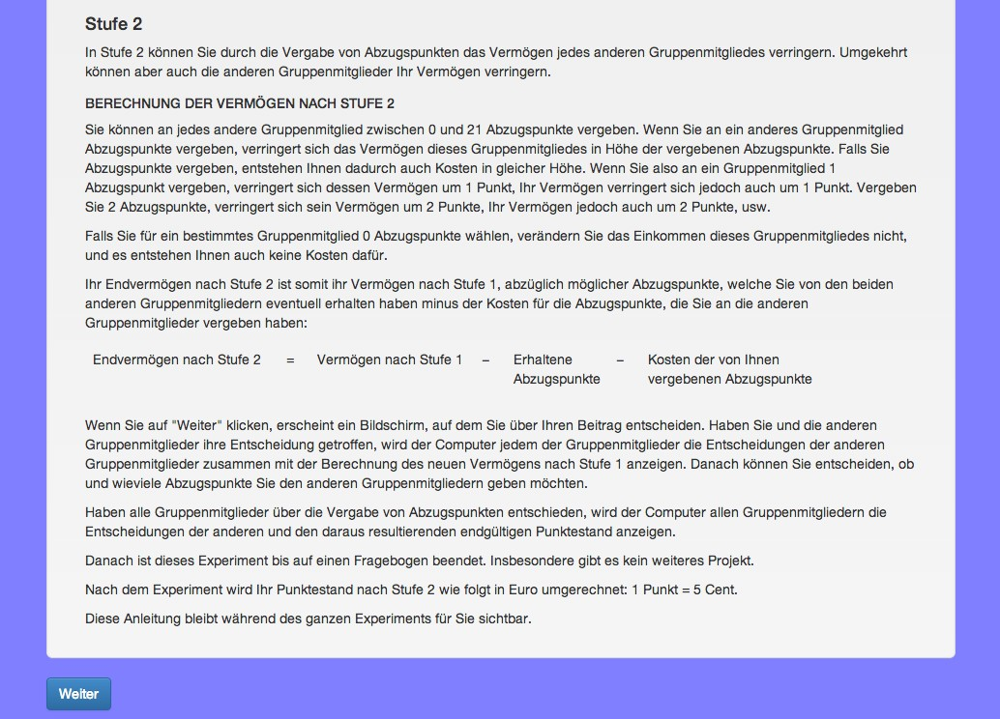 Stufe 2
In Stufe 2 können Sie durch die Vergabe von Abzugspunkten das Vermögen jedes anderen Gruppenmitgliedes verringern. Umgekehrt
können aber auch die anderen Gruppenmitglieder Ihr Vermögen verringern.
BERECHNUNG DER VERMÖGEN NACH STUFE 2
Sie können an jedes andere Gruppenmitglied zwischen 0 und 21 Abzugspunkte vergeben. Wenn Sie an ein anderes Gruppenmitglied
Abzugspunkte vergeben, verringert sich das Vermögen dieses Gruppenmitgliedes in Höhe der vergebenen Abzugspunkte. Falls Sie
Abzugspunkte vergeben, entstehen Ihnen dadurch auch Kosten in gleicher Höhe. Wenn Sie also an ein Gruppenmitglied 1
Abzugspunkt vergeben, verringert sich dessen Vermögen um 1 Punkt, Ihr Vermögen verringert sich jedoch auch um 1 Punkt. Vergeben
Sie 2 Abzugspunkte, verringert sich sein Vermögen um 2 Punkte, Ihr Vermögen jedoch auch um 2 Punkte, usw.
Falls Sie für ein bestimmtes Gruppenmitglied 0 Abzugspunkte wählen, verändern Sie das Einkommen dieses Gruppenmitgliedes nicht,
und es entstehen Ihnen auch keine Kosten dafür.
Ihr Endvermögen nach Stufe 2 ist somit ihr Vermögen nach Stufe 1, abzüglich möglicher Abzugspunkte, welche Sie von den beiden
anderen Gruppenmitgliedern eventuell erhalten haben minus der Kosten für die Abzugspunkte, die Sie an die anderen
Gruppenmitglieder vergeben haben:
Endvermögen nach Stufe 2 = Vermögen nach Stufe 1 – Erhaltene – Kosten der von Ihnen
Abzugspunkte vergebenen Abzugspunkte
Wenn Sie auf "Weiter" klicken, erscheint ein Bildschirm, auf dem Sie über Ihren Beitrag entscheiden. Haben Sie und die anderen
Gruppenmitglieder ihre Entscheidung getroffen, wird der Computer jedem der Gruppenmitglieder die Entscheidungen der anderen
Gruppenmitglieder zusammen mit der Berechnung des neuen Vermögens nach Stufe 1 anzeigen. Danach können Sie entscheiden, ob
und wieviele Abzugspunkte Sie den anderen Gruppenmitgliedern geben möchten.
Haben alle Gruppenmitglieder über die Vergabe von Abzugspunkten entschieden, wird der Computer allen Gruppenmitgliedern die
Entscheidungen der anderen und den daraus resultierenden endgültigen Punktestand anzeigen.
Danach ist dieses Experiment bis auf einen Fragebogen beendet. Insbesondere gibt es kein weiteres Projekt.
Nach dem Experiment wird Ihr Punktestand nach Stufe 2 wie folgt in Euro umgerechnet: 1 Punkt = 5 Cent.
Diese Anleitung bleibt während des ganzen Experiments für Sie sichtbar.
Weiter